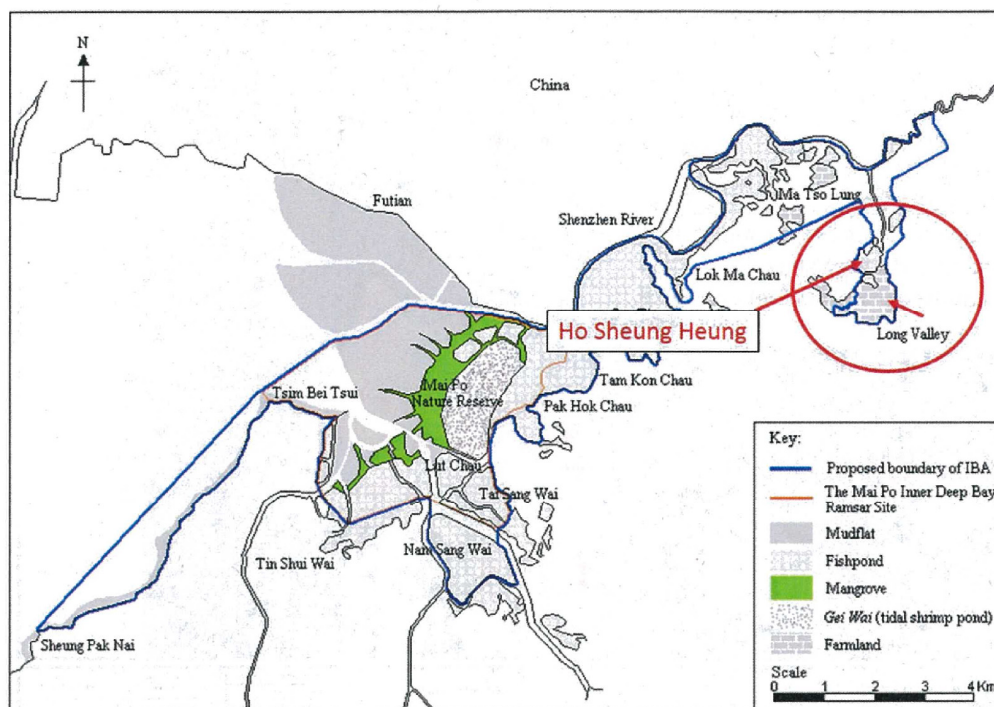 N
China
Futian
Ma Tso Lung
Shenzhen River
Lok Ma Chau
Ho Sheung Heung
Long Valley
Mai Po
Nature Reserve
Tam Kon Chau
Tsim Bei Tsui
Pak Hok Chau
Lut Chau
Tai Sang Wai
Tin Shui Wai
Nam Sang Wai
Sheung Pak Nai
Key:
Proposed boundary of IBA
The Mai Po Inner Deep Bay
Ramsar Site
Mudflat
Fishpond
Mangrove
Gei Wai (tidal shrimp pond)
Farmland
Scale
0 1 2 3 4 Km